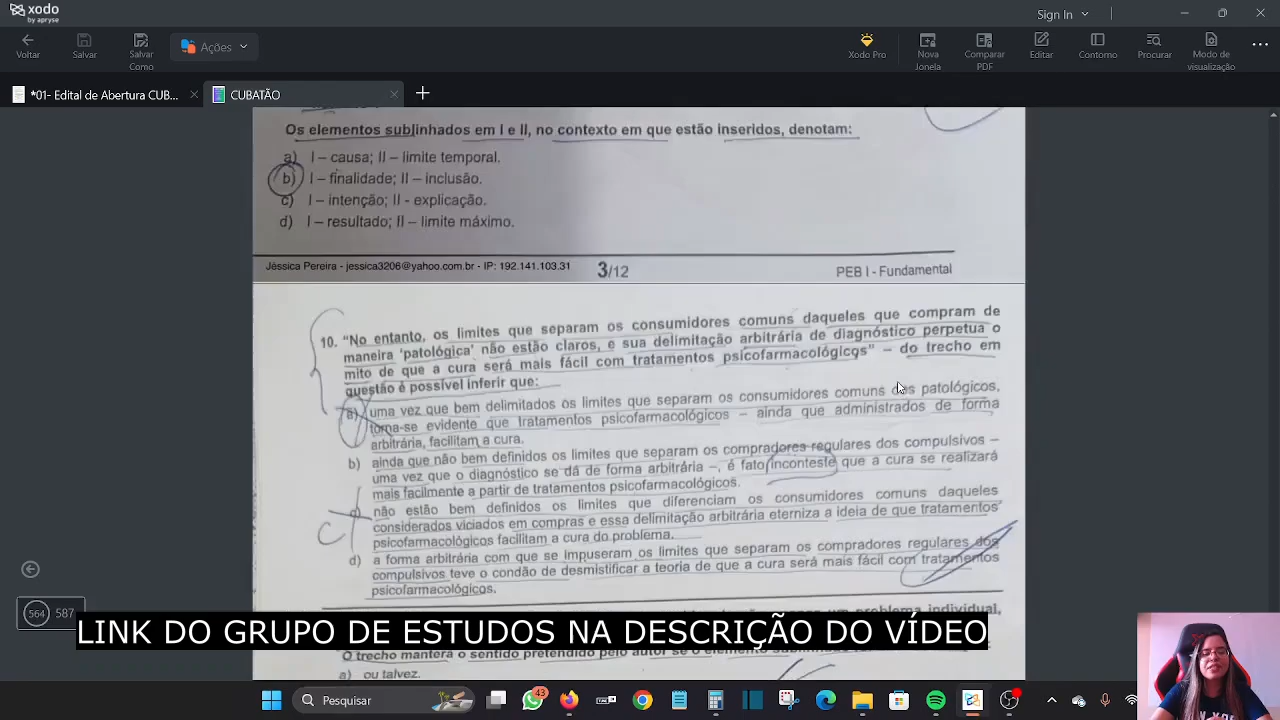 xodo
by apryse
Sign In
Voltar
Salvar
Salvar Como
Ações
Xodo Pro
Nova Jonela
Comparar PDF
Editar
Contorno
Procurar
Modo de visualização
*01- Edital de Abertura CUB...
CUBATÃO
Os elementos sublinhados em I e II, no contexto em que estão inseridos, denotam:
a) I – causa; II – limite temporal.
b) I – finalidade; II – inclusão.
c) I – intenção; II - explicação.
d) I – resultado; II – limite máximo.
Jéssica Pereira - jessica3206@yahoo.com.br - IP: 192.141.103.31
3/12
PEB I - Fundamental
10. “No entanto, os limites que separam os consumidores comuns daqueles que compram de
maneira ‘patológica’ não estão claros, e sua delimitação arbitrária de diagnóstico perpetua o
mito de que a cura será mais fácil com tratamentos psicofarmacológicos” – do trecho em
questão é possível inferir que:
a) uma vez que bem delimitados os limites que separam os consumidores comuns dos patológicos,
torna-se evidente que tratamentos psicofarmacológicos – ainda que administrados de forma
arbitrária, facilitam a cura.
b) ainda que não bem definidos os limites que separam os compradores regulares dos compulsivos –
uma vez que o diagnóstico se dá de forma arbitrária –, é fato inconteste que a cura se realizará
mais facilmente a partir de tratamentos psicofarmacológicos.
c) não estão bem definidos os limites que diferenciam os consumidores comuns daqueles
considerados viciados em compras e essa delimitação arbitrária eterniza a ideia de que tratamentos
psicofarmacológicos facilitam a cura do problema.
d) a forma arbitrária com que se impuseram os limites que separam os compradores regulares dos
compulsivos teve o condão de desmistificar a teoria de que a cura será mais fácil com tratamentos
psicofarmacológicos.
C
564 587
problema individual,
LINK DO GRUPO DE ESTUDOS NA DESCRIÇÃO DO VÍDEO
O trecho manterá o sentido pretendido pelo autor se o elemento
a) ou talvez.
Pesquisar
43